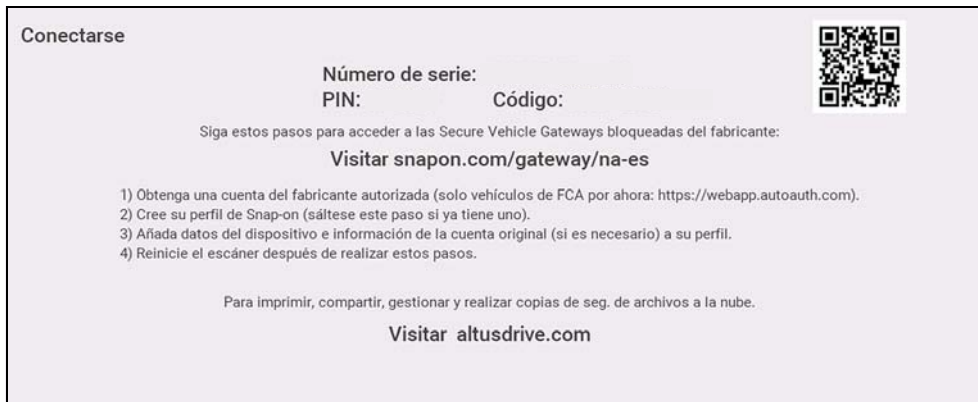 Conectarse
Número de serie:
PIN: Código:
Siga estos pasos para acceder a las Secure Vehicle Gateways bloqueadas del fabricante:
Visitar snapon.com/gateway/na-es
1) Obtenga una cuenta del fabricante autorizada (solo vehículos de FCA por ahora: https://webapp.autoauth.com).
2) Cree su perfil de Snap-on (sáltese este paso si ya tiene uno).
3) Añada datos del dispositivo e información de la cuenta original (si es necesario) a su perfil.
4) Reinicie el escáner después de realizar estos pasos.
Para imprimir, compartir, gestionar y realizar copias de seg. de archivos a la nube.
Visitar altusdrive.com